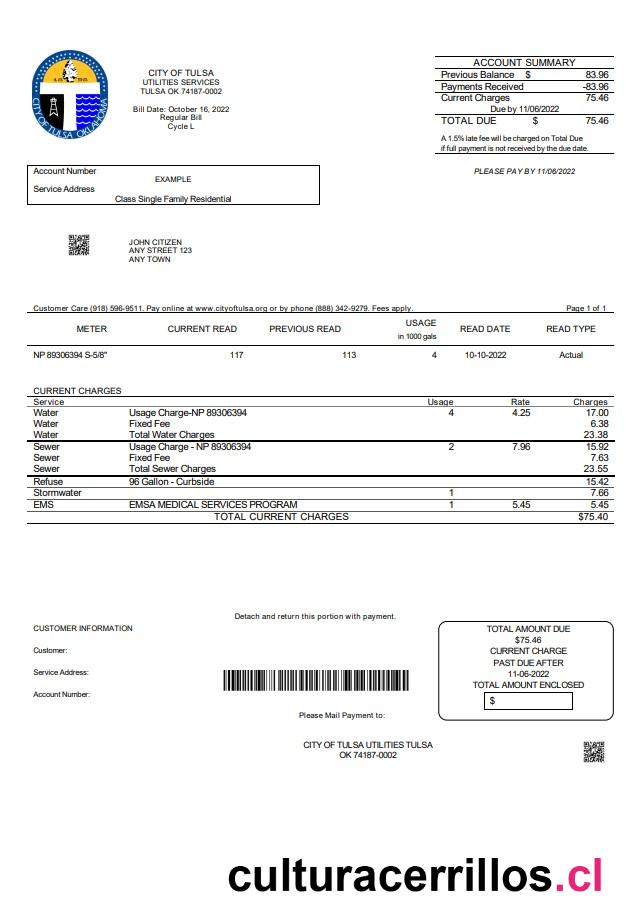 CITY OF TULSA
UTILITIES SERVICES
TULSA OK 74187-0002
Bill Date: October 16, 2022
Regular Bill
Cycle L
CITY OF TULSA OKLAHOMA
ACCOUNT SUMMARY
Previous Balance $ 83.96
Payments Received -83.96
Current Charges 75.46
Due by 11/06/2022
TOTAL DUE $ 75.46
A 1.5% late fee will be charged on Total Due
if full payment is not received by the due date.
PLEASE PAY BY 11/06/2022
Account Number EXAMPLE
Service Address
Class Single Family Residential
JOHN CITIZEN
ANY STREET 123
ANY TOWN
Customer Care (918) 596-9511. Pay online at www.cityoftulsa.org or by phone (888) 342-9279. Fees apply. Page 1 of 1
METER CURRENT READ PREVIOUS READ USAGE in 1000 gals READ DATE READ TYPE
NP 89306394 S-5/8" 117 113 4 10-10-2022 Actual
CURRENT CHARGES
Service Usage Rate Charges
Water Usage Charge-NP 89306394 4 4.25 17.00
Water Fixed Fee 6.38
Water Total Water Charges 23.38
Sewer Usage Charge - NP 89306394 2 7.96 15.92
Sewer Fixed Fee 7.63
Sewer Total Sewer Charges 23.55
Refuse 96 Gallon - Curbside 15.42
Stormwater 1 7.66
EMS EMSA MEDICAL SERVICES PROGRAM 1 5.45 5.45
TOTAL CURRENT CHARGES $75.40
Detach and return this portion with payment.
CUSTOMER INFORMATION
Customer:
Service Address:
Account Number:
TOTAL AMOUNT DUE
$75.46
CURRENT CHARGE
PAST DUE AFTER
11-06-2022
TOTAL AMOUNT ENCLOSED
$
Please Mail Payment to:
CITY OF TULSA UTILITIES TULSA
OK 74187-0002
culturacerrillos.cl